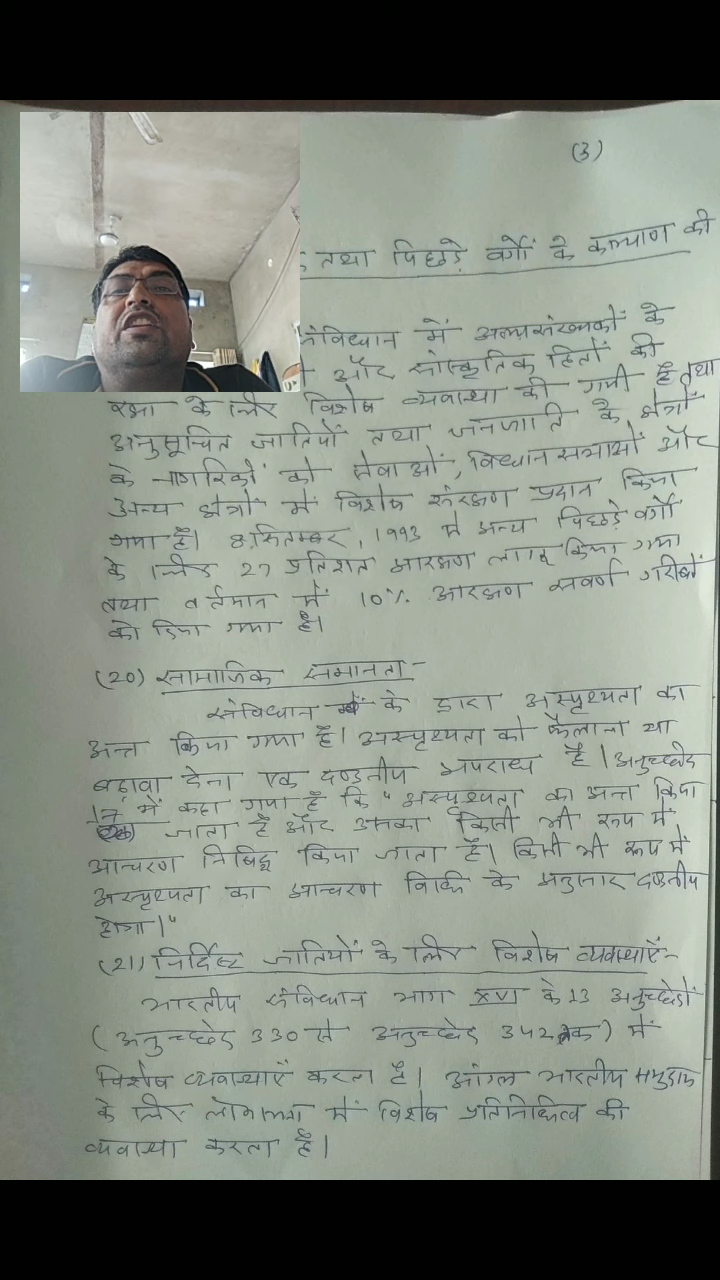 (3)
तथा पिछड़े वर्गों के कल्याण की
संविधान में अल्पसंख्यकों के
और सांस्कृतिक हितों की
रक्षा के लिए विशेष व्यवस्था की गयी है तथा
अनुसूचित जातियों तथा जनजाति के क्षेत्रों
के नागरिकों को सेवाओं, विधानसभाओं और
अन्य क्षेत्रों में विशेष संरक्षण प्रदान किया
गया है। 8 सितम्बर, 1993 में अन्य पिछड़े वर्गों
के लिए 27 प्रतिशत आरक्षण लागू किया गया
तथा वर्तमान में 10% आरक्षण सवर्ण गरीबों
को दिया गया है।
(20) सामाजिक समानता -
संविधान के द्वारा अस्पृश्यता का
अन्त किया गया है। अस्पृश्यता को फैलाना या
बढ़ावा देना एक दण्डनीय अपराध है। अनुच्छेद
17 में कहा गया है कि "अस्पृश्यता का अन्त किया
जाता है और उसका किसी भी रूप में
आचरण निषिद्ध किया जाता है। किसी भी रूप में
अस्पृश्यता का आचरण विधि के अनुसार दण्डनीय
होगा।"
(21) निर्दिष्ट जातियों के लिए विशेष व्यवस्थाएँ -
भारतीय संविधान भाग XVI के 13 अनुच्छेदों
(अनुच्छेद 330 से अनुच्छेद 342 तक) में
विशेष व्यवस्थाएँ करता है। आंग्ल भारतीय समुदाय
के लिए लोकसभा में विशेष प्रतिनिधित्व की
व्यवस्था करता है।